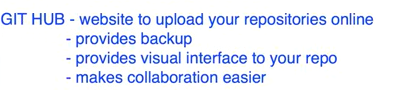 GIT HUB - website to upload your repositories online
- provides backup
- provides visual interface to your repo
- makes collaboration easier